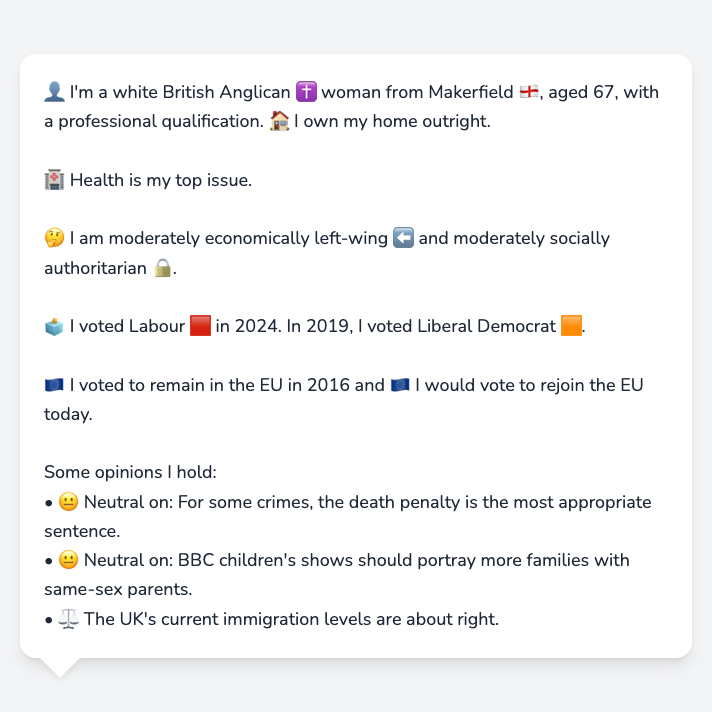 👤 I'm a white British Anglican ✝️ woman from Makerfield 🏴󠁧󠁢󠁥󠁮󠁧󠁿, aged 67, with
a professional qualification. 🏠 I own my home outright.
🏥 Health is my top issue.
🤔 I am moderately economically left-wing ⬅️ and moderately socially
authoritarian 🔒.
🗳️ I voted Labour 🟥 in 2024. In 2019, I voted Liberal Democrat 🟧.
🇪🇺 I voted to remain in the EU in 2016 and 🇪🇺 I would vote to rejoin the EU
today.
Some opinions I hold:
• 😐 Neutral on: For some crimes, the death penalty is the most appropriate
sentence.
• 😐 Neutral on: BBC children's shows should portray more families with
same-sex parents.
• ⚖️ The UK's current immigration levels are about right.